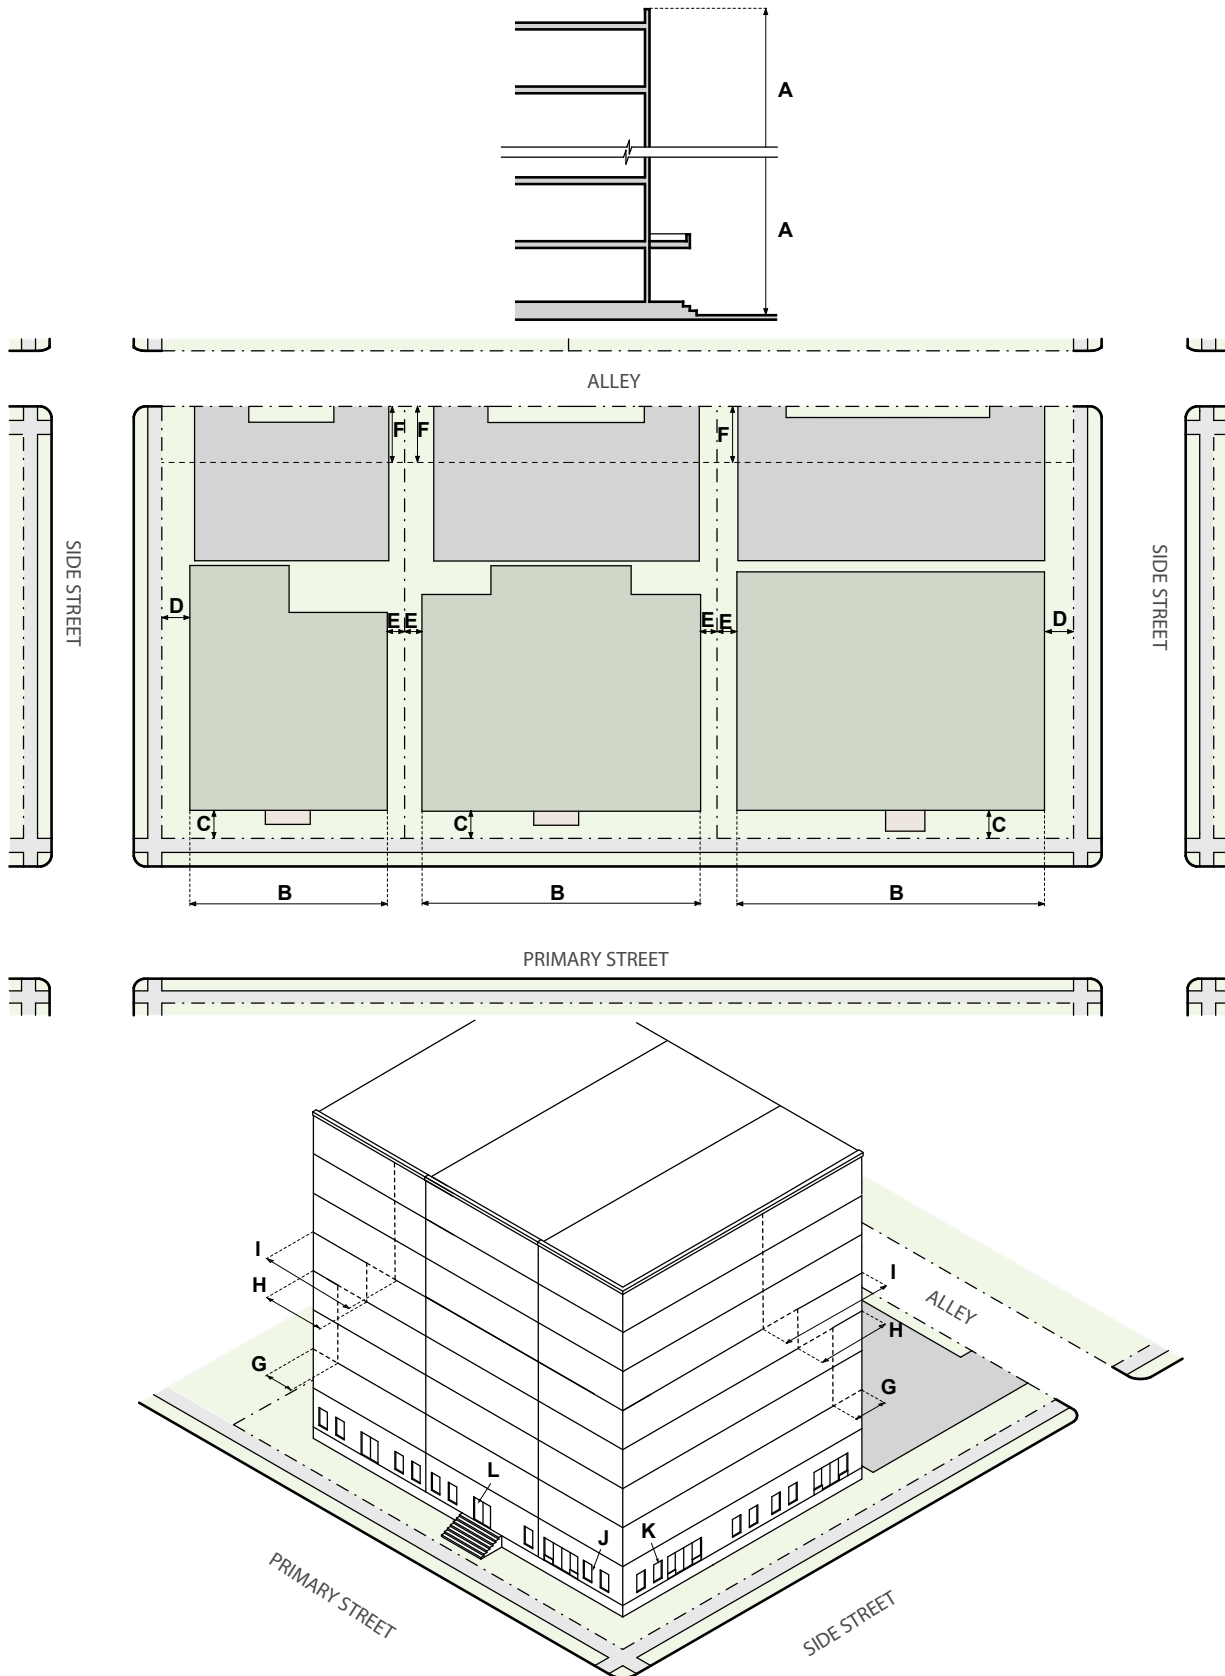 A
A
ALLEY
F F F
SIDE STREET
SIDE STREET
D E E E E D
C C C
B B B
PRIMARY STREET
I
H
G
I
ALLEY
H
G
L
J
K
PRIMARY STREET
SIDE STREET